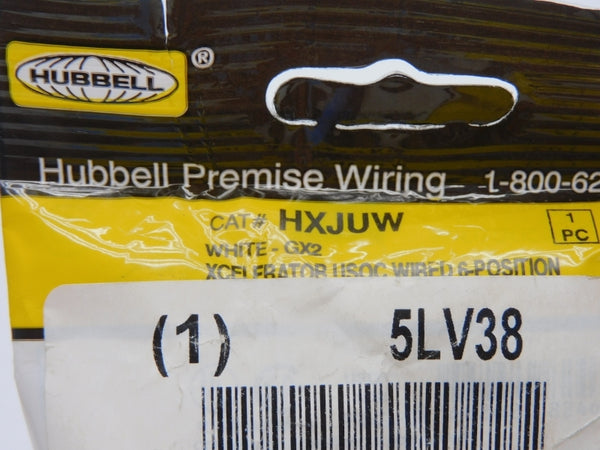 HUBBELL®
Hubbell Premise Wiring 1-800-62
CAT# HXJUW
1
PC
WHITE - GX2
XCELERATOR USOC WIRED 6-POSITION
(1) 5LV38